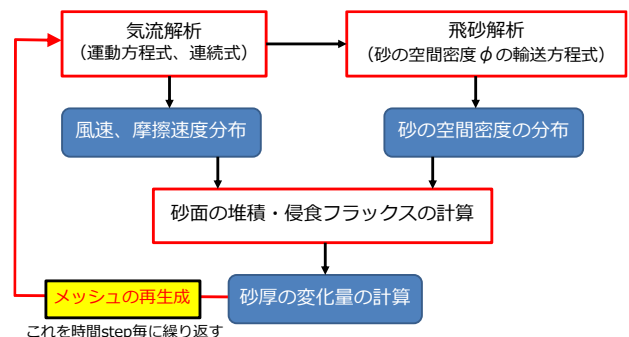 気流解析
（運動方程式、連続式）
飛砂解析
（砂の空間密度φの輸送方程式）
風速、摩擦速度分布
砂の空間密度の分布
砂面の堆積・侵食フラックスの計算
メッシュの再生成
砂厚の変化量の計算
これを時間step毎に繰り返す